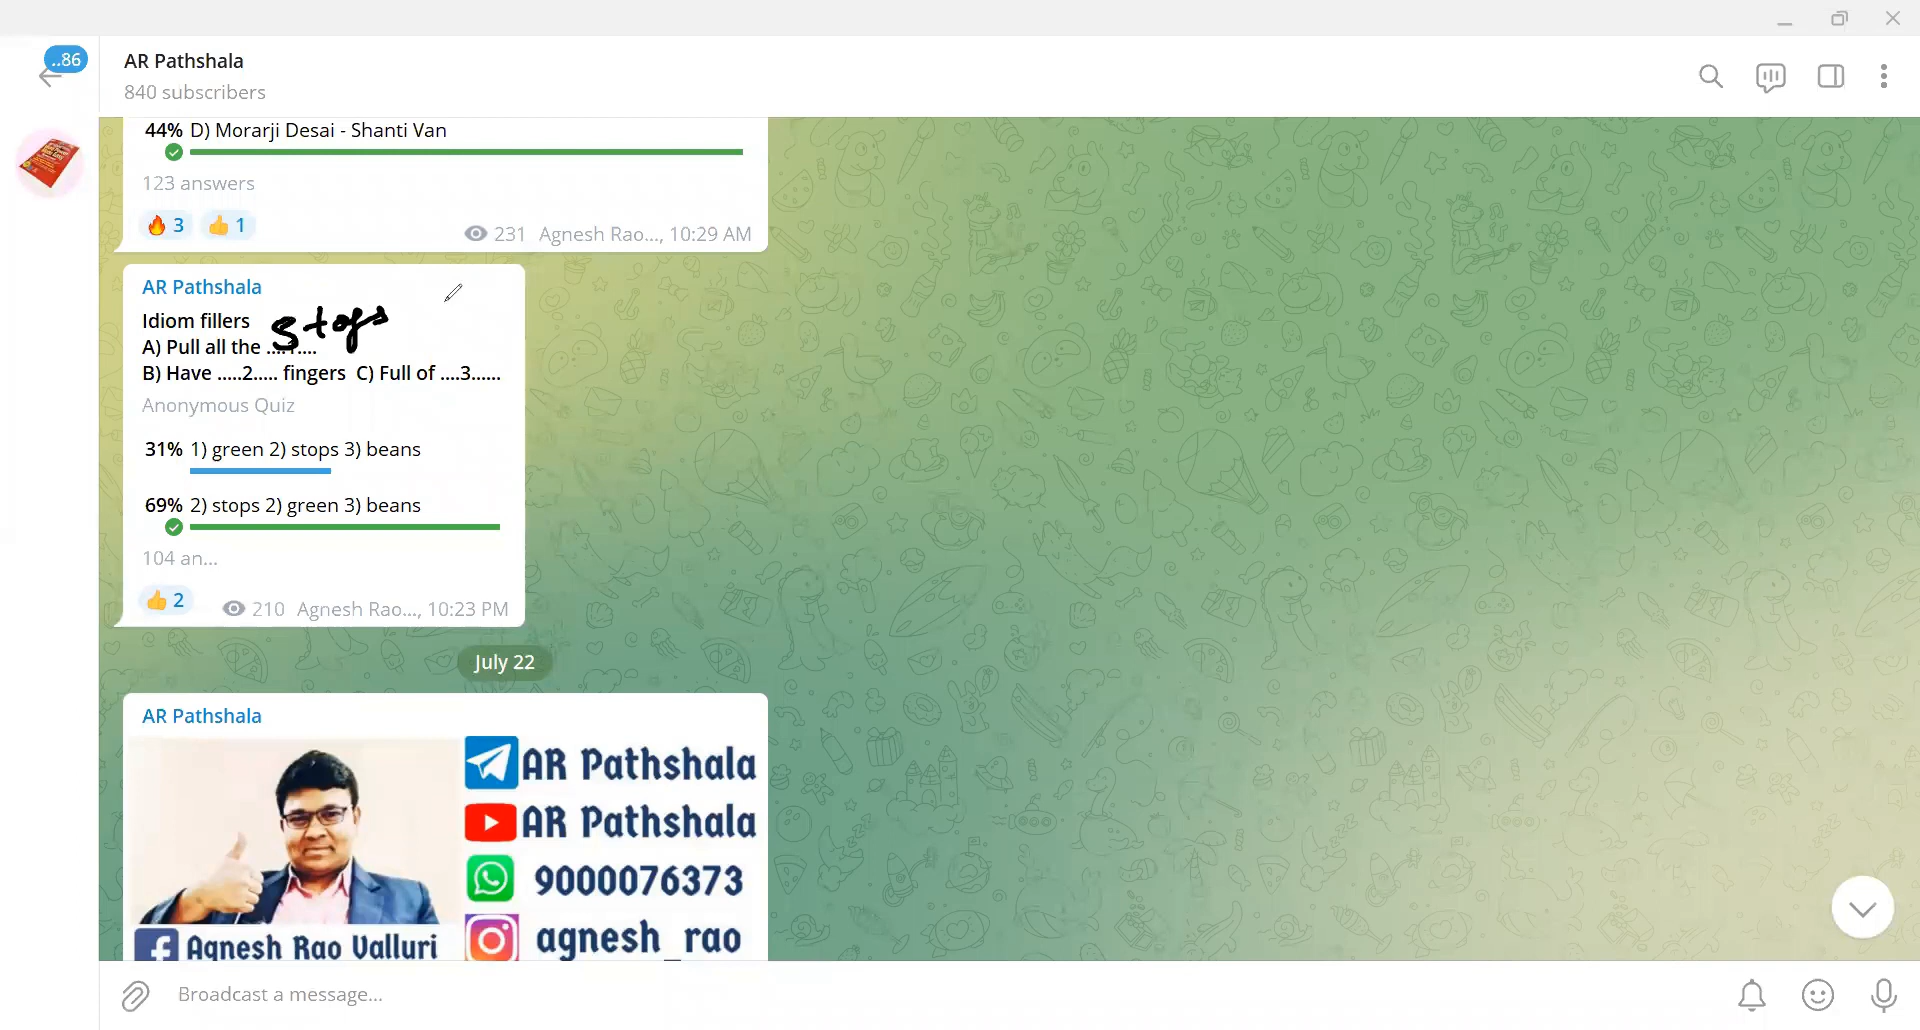 ..86
AR Pathshala
840 subscribers
44% D) Morarji Desai - Shanti Van
123 answers
3 1
231 Agnesh Rao..., 10:29 AM
AR Pathshala
Idiom fillers
stops
A) Pull all the ....1....
B) Have .....2..... fingers C) Full of ....3......
Anonymous Quiz
31% 1) green 2) stops 3) beans
69% 2) stops 2) green 3) beans
104 an...
2
210 Agnesh Rao..., 10:23 PM
July 22
AR Pathshala
AR Pathshala
AR Pathshala
9000076373
Agnesh Rao Valluri
agnesh_rao
Broadcast a message...